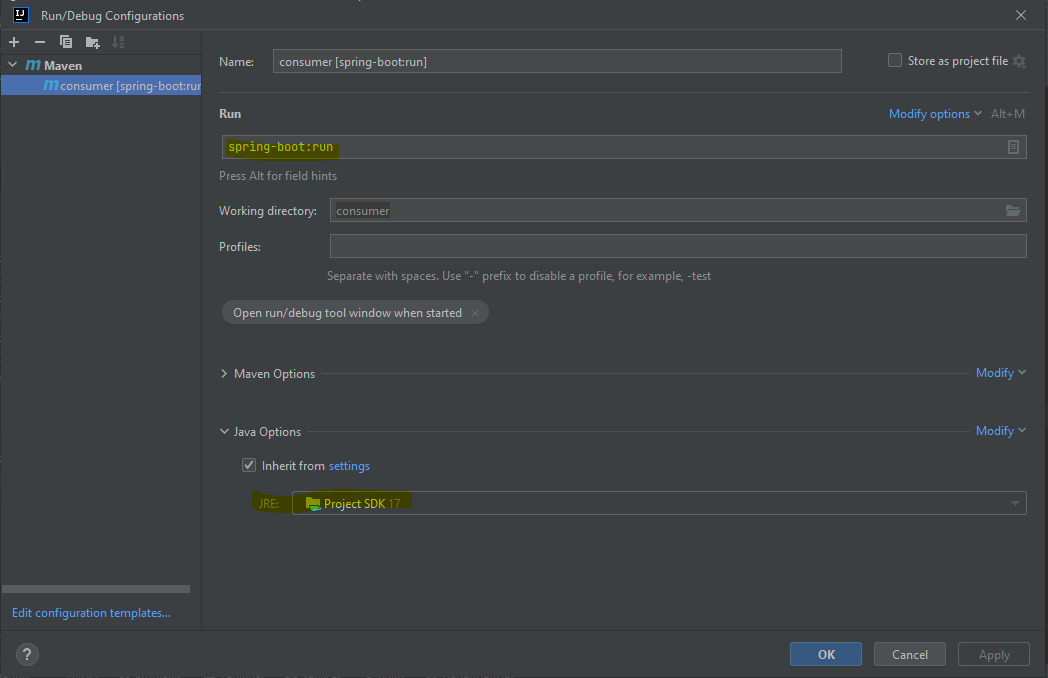 IJ
Run/Debug Configurations
Maven
consumer [spring-boot:run
Edit configuration templates...
Name:
consumer [spring-boot:run]
Store as project file
Run
Modify options
Alt+M
spring-boot:run
Press Alt for field hints
Working directory:
consumer
Profiles:
Separate with spaces. Use "-" prefix to disable a profile, for example, -test
Open run/debug tool window when started
Maven Options
Modify
Java Options
Modify
Inherit from settings
JRE:
Project SDK 17
?
OK
Cancel
Apply